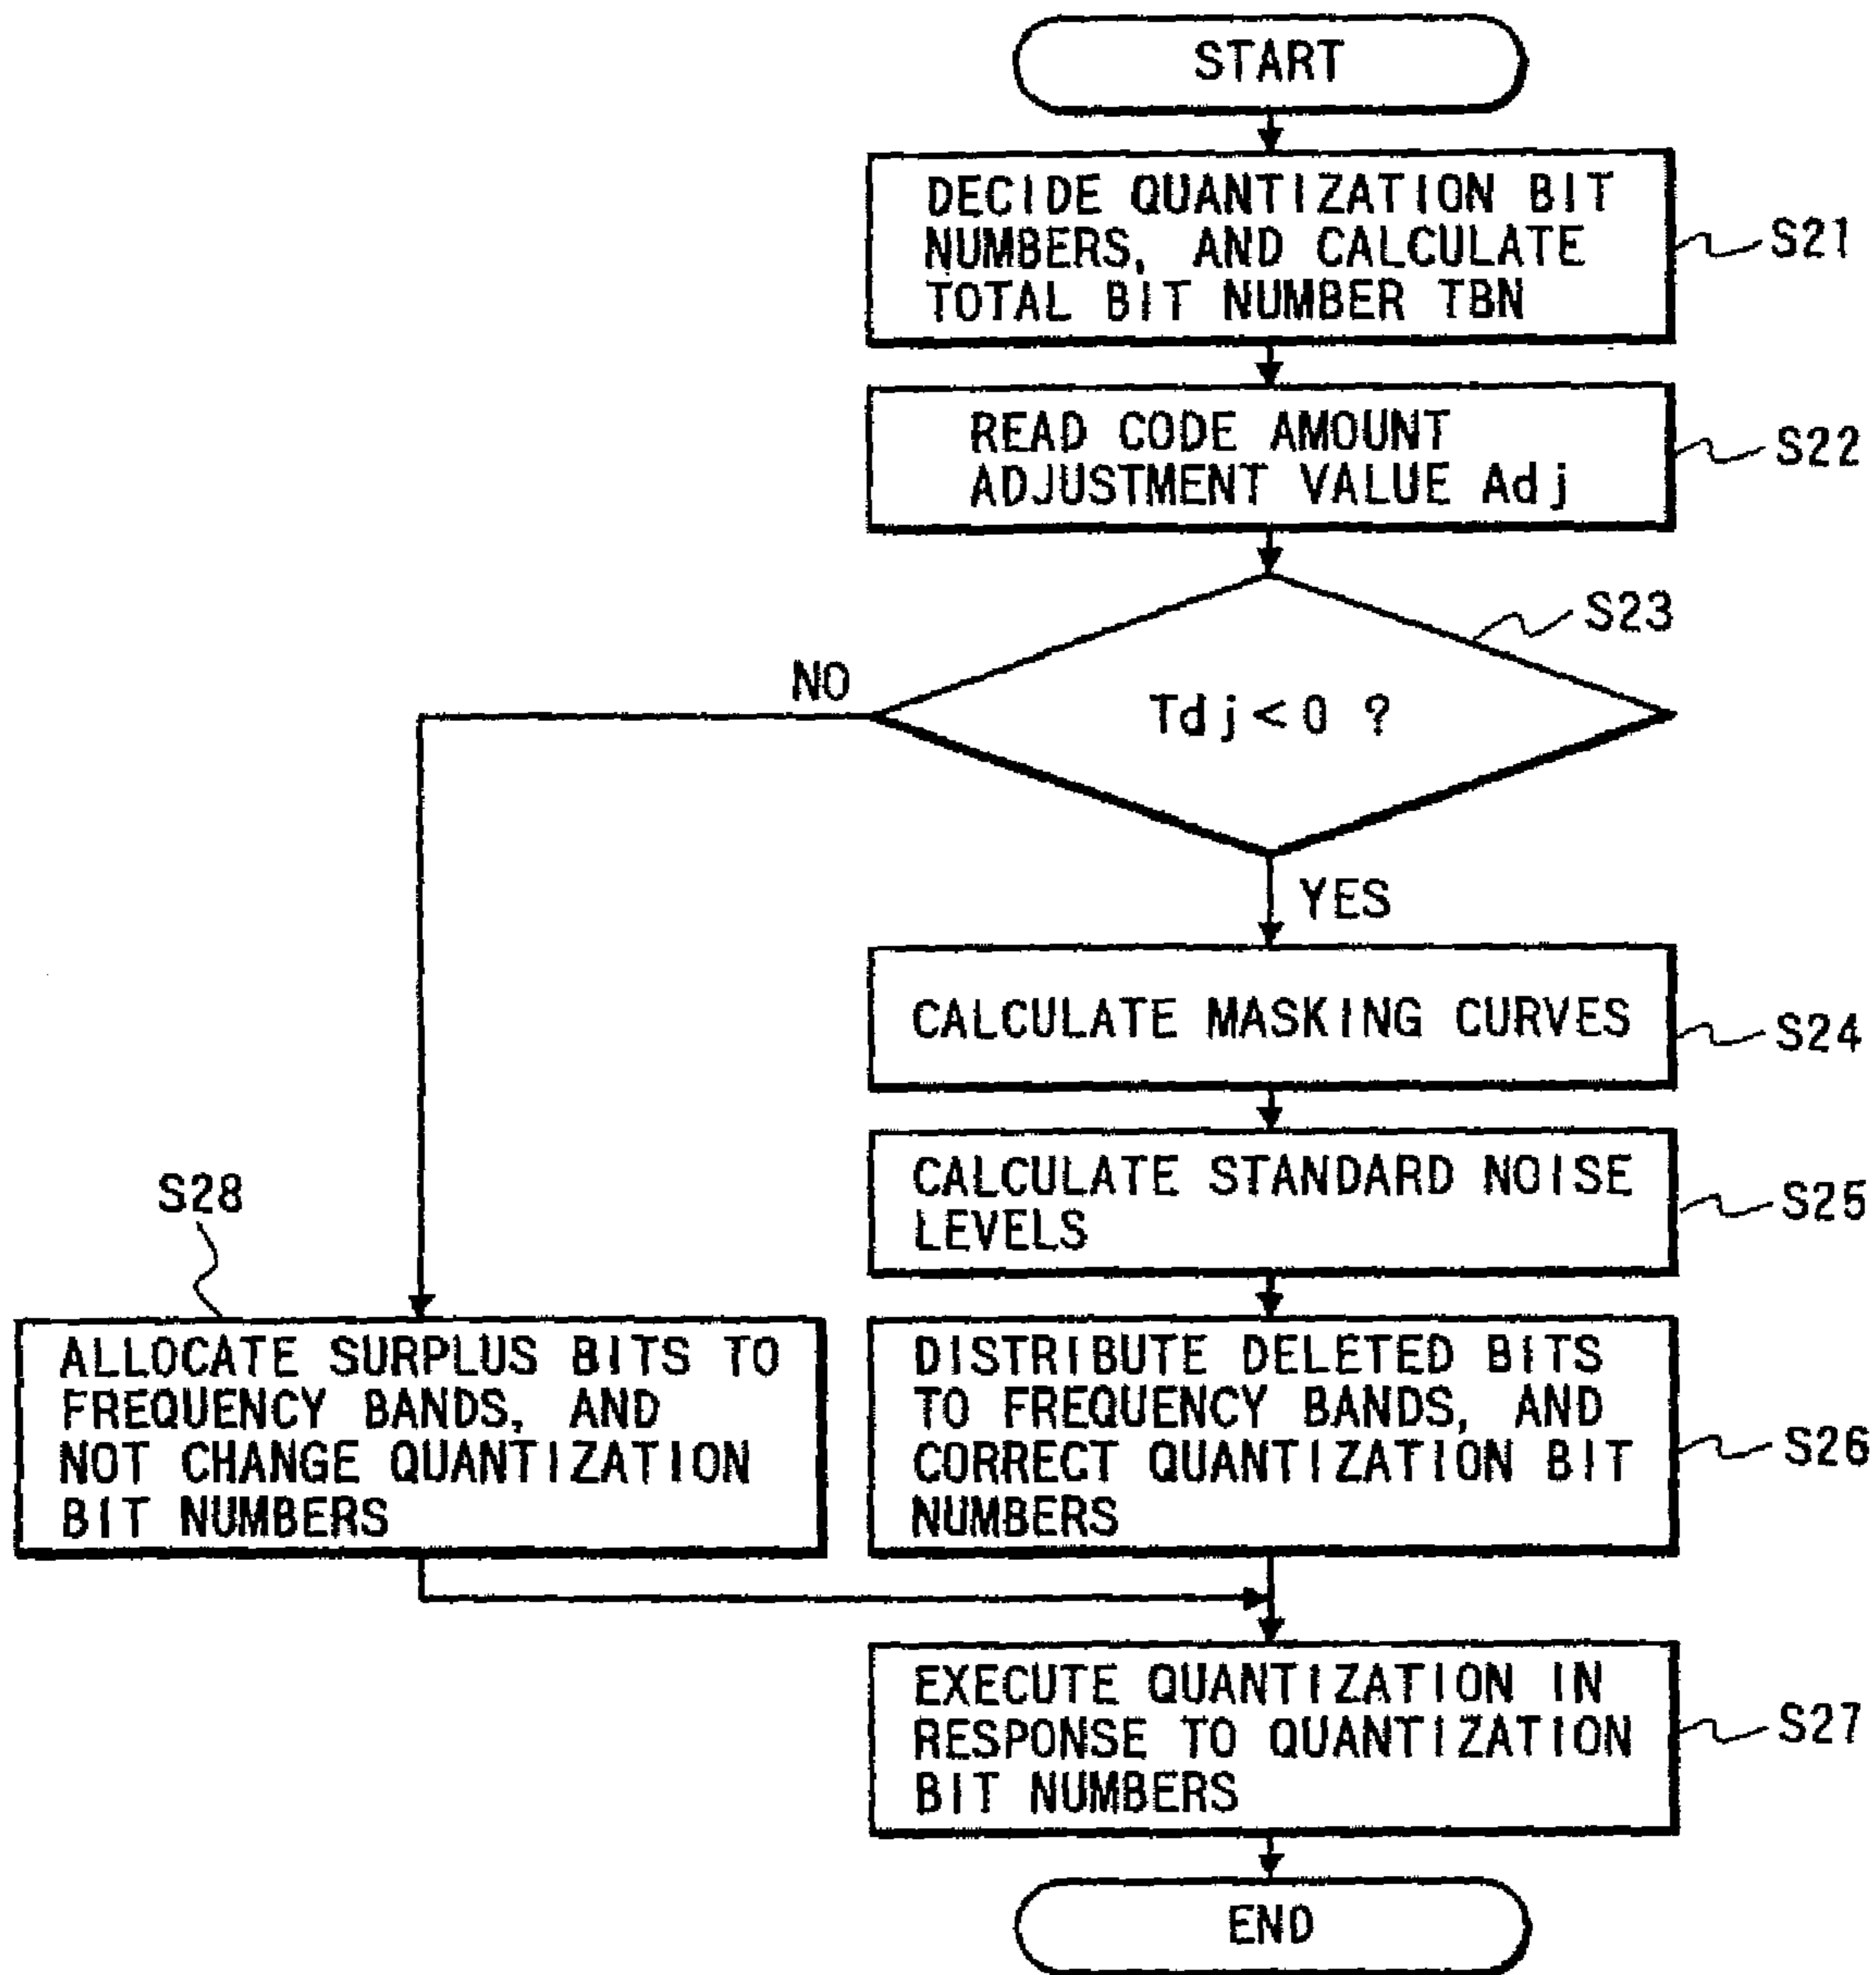 START
DECIDE QUANTIZATION BIT
NUMBERS, AND CALCULATE
TOTAL BIT NUMBER TBN
S21
READ CODE AMOUNT
ADJUSTMENT VALUE Adj
S22
S23
Tdj<0 ?
NO
YES
CALCULATE MASKING CURVES
S24
CALCULATE STANDARD NOISE
LEVELS
S25
S28
ALLOCATE SURPLUS BITS TO
FREQUENCY BANDS, AND
NOT CHANGE QUANTIZATION
BIT NUMBERS
DISTRIBUTE DELETED BITS
TO FREQUENCY BANDS, AND
CORRECT QUANTIZATION BIT
NUMBERS
S26
EXECUTE QUANTIZATION IN
RESPONSE TO QUANTIZATION
BIT NUMBERS
S27
END